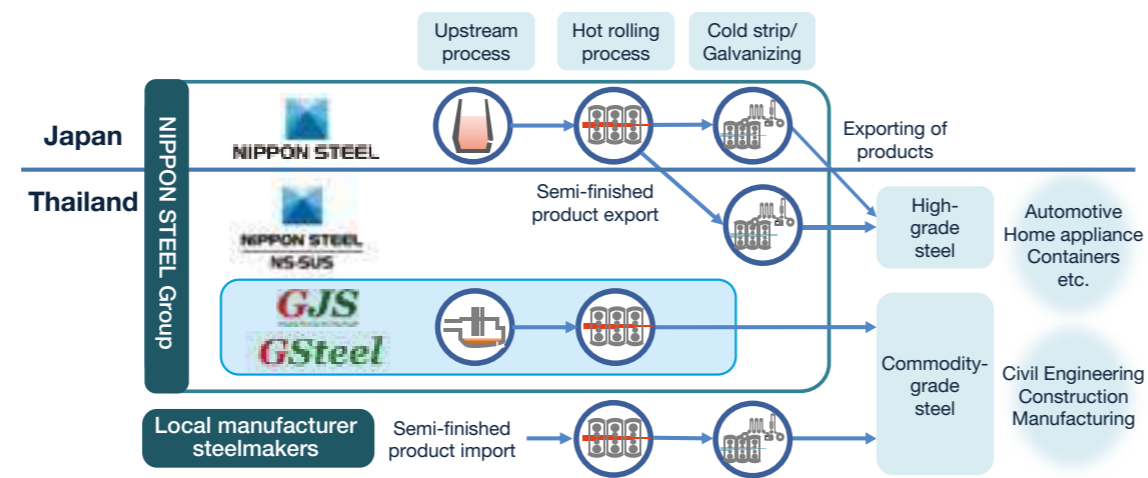 Upstream
process
Hot rolling
process
Cold strip/
Galvanizing
Japan
Thailand
NIPPON STEEL Group
NIPPON STEEL
Exporting of
products
Semi-finished
product export
NIPPON STEEL
NS-SUS
High-
grade
steel
Automotive
Home appliance
Containers
etc.
GJS
GSteel
Commodity-
grade
steel
Civil Engineering
Construction
Manufacturing
Local manufacturer
steelmakers
Semi-finished
product import